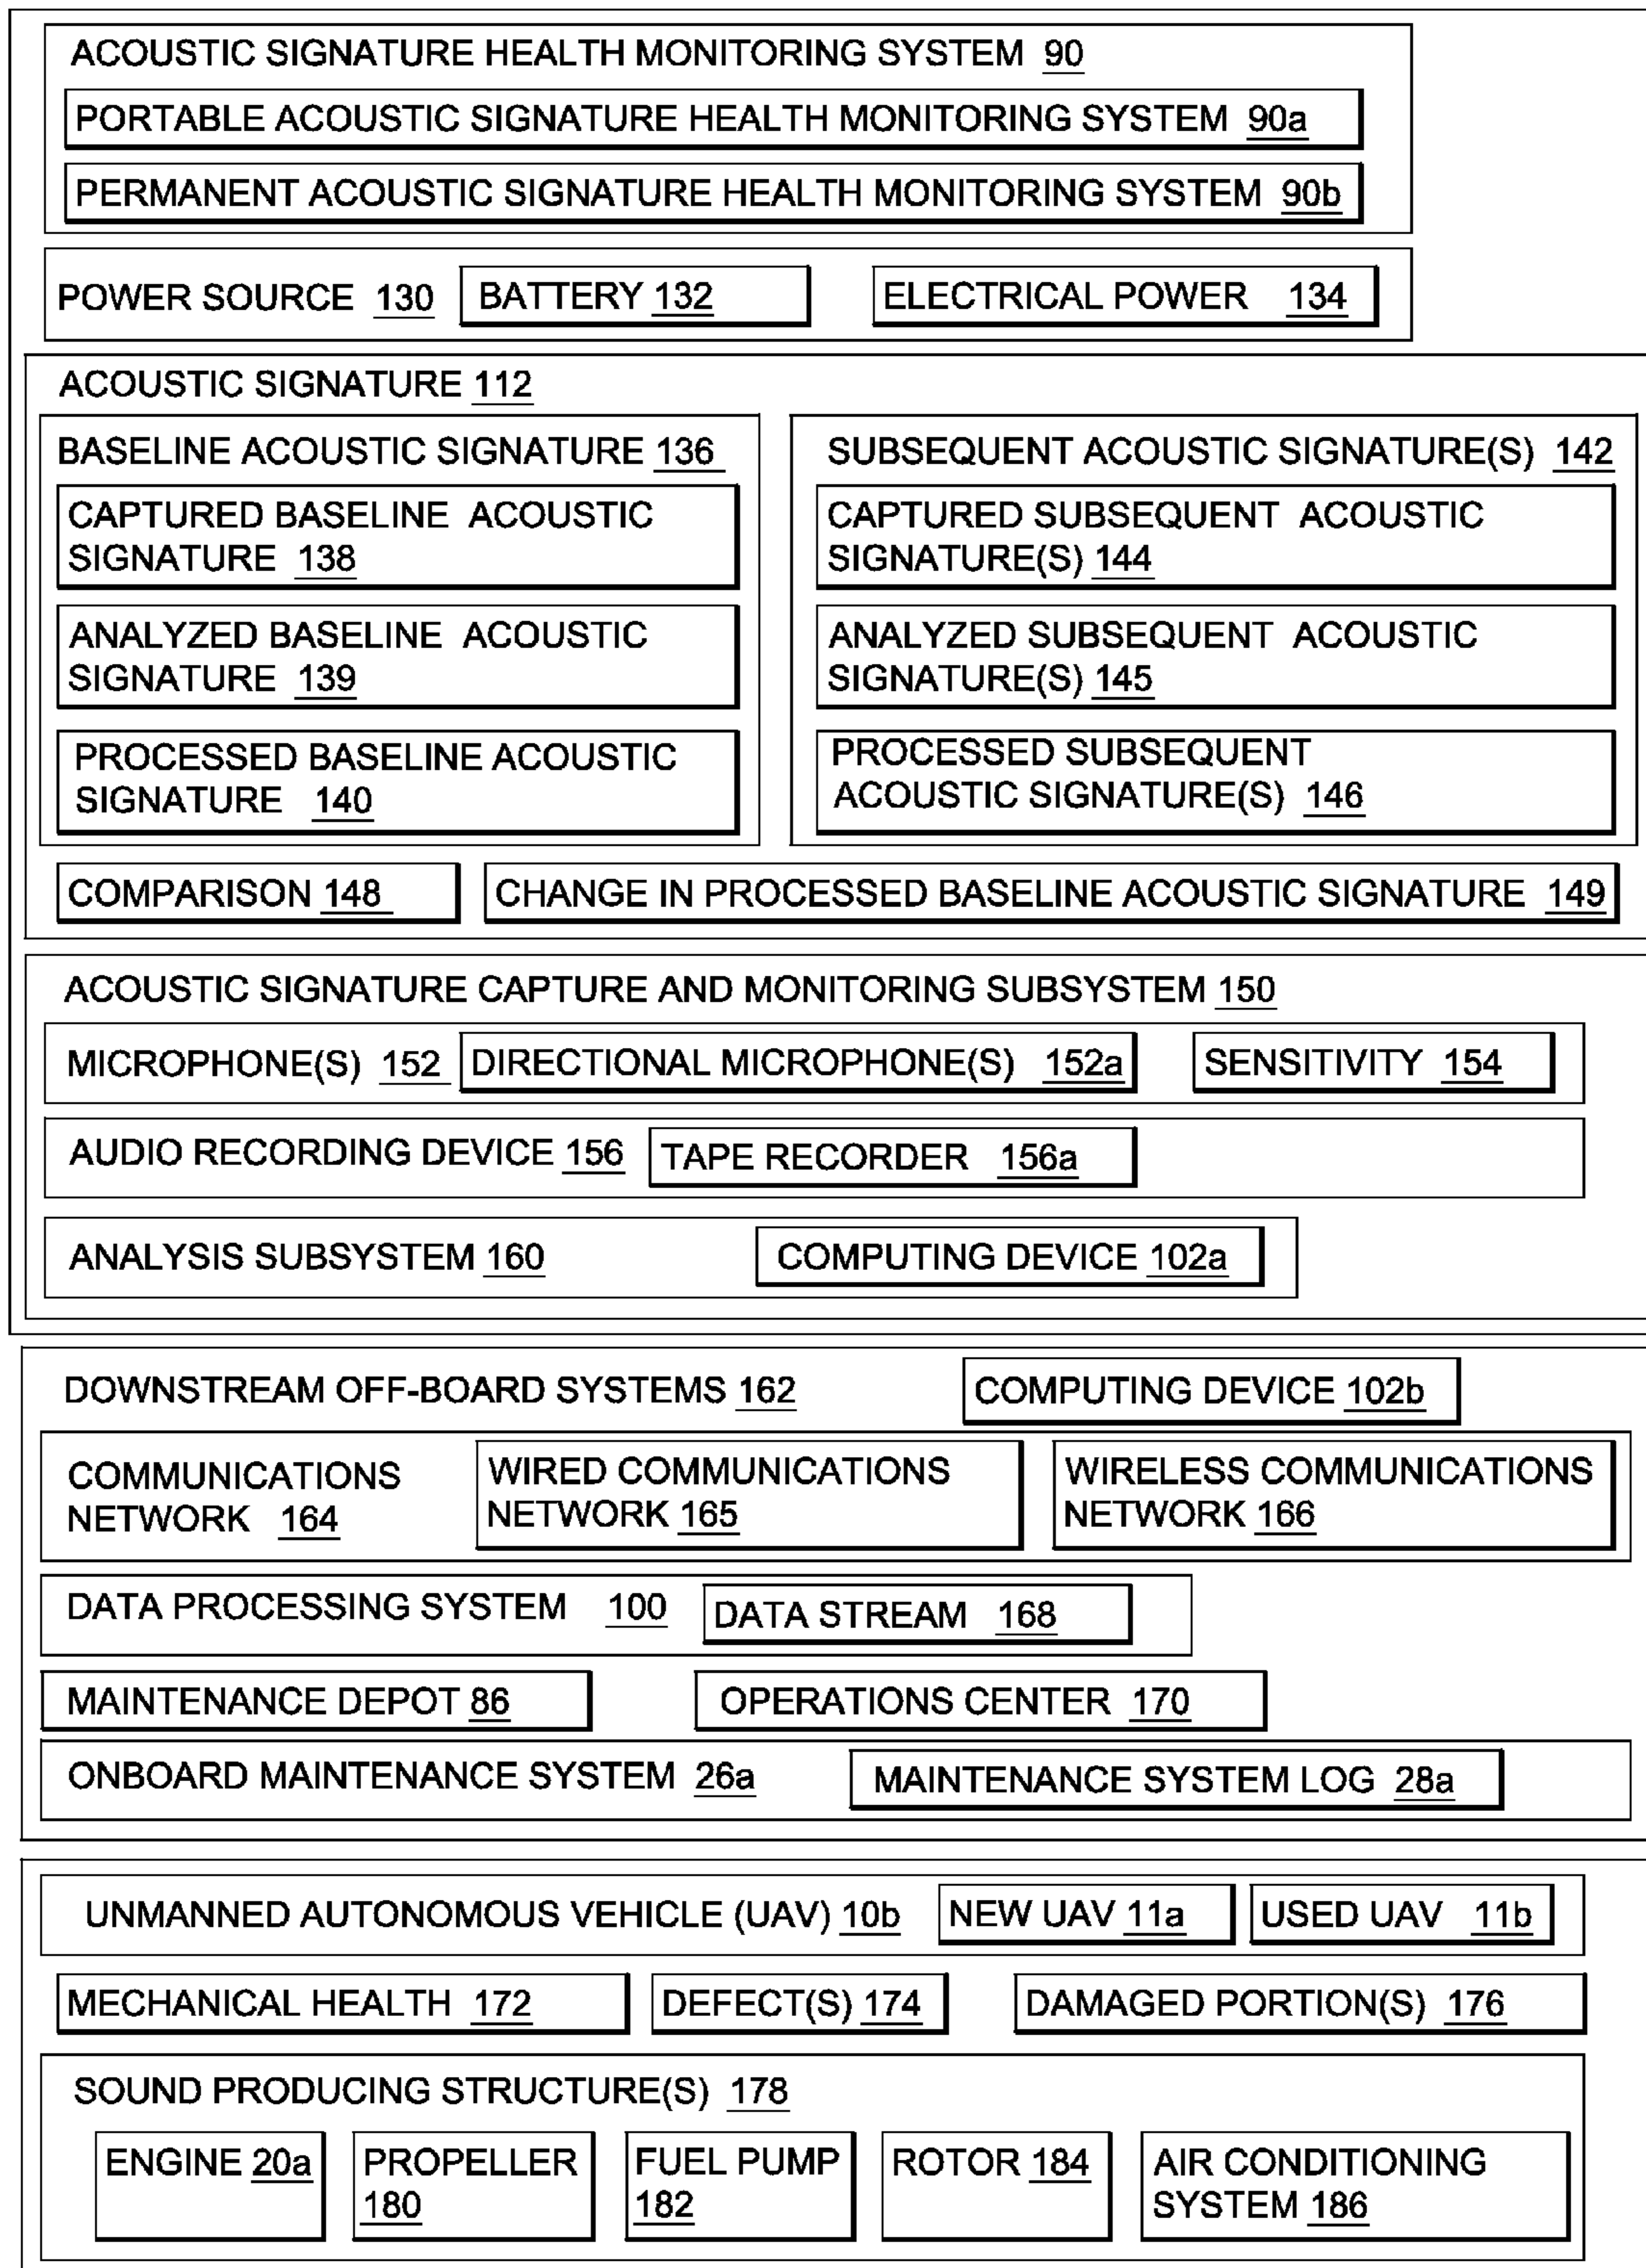 ACOUSTIC SIGNATURE HEALTH MONITORING SYSTEM 90
PORTABLE ACOUSTIC SIGNATURE HEALTH MONITORING SYSTEM 90a
PERMANENT ACOUSTIC SIGNATURE HEALTH MONITORING SYSTEM 90b
POWER SOURCE 130 BATTERY 132 ELECTRICAL POWER 134
ACOUSTIC SIGNATURE 112
BASELINE ACOUSTIC SIGNATURE 136
CAPTURED BASELINE ACOUSTIC
SIGNATURE 138
ANALYZED BASELINE ACOUSTIC
SIGNATURE 139
PROCESSED BASELINE ACOUSTIC
SIGNATURE 140
SUBSEQUENT ACOUSTIC SIGNATURE(S) 142
CAPTURED SUBSEQUENT ACOUSTIC
SIGNATURE(S) 144
ANALYZED SUBSEQUENT ACOUSTIC
SIGNATURE(S) 145
PROCESSED SUBSEQUENT
ACOUSTIC SIGNATURE(S) 146
COMPARISON 148 CHANGE IN PROCESSED BASELINE ACOUSTIC SIGNATURE 149
ACOUSTIC SIGNATURE CAPTURE AND MONITORING SUBSYSTEM 150
MICROPHONE(S) 152 DIRECTIONAL MICROPHONE(S) 152a SENSITIVITY 154
AUDIO RECORDING DEVICE 156 TAPE RECORDER 156a
ANALYSIS SUBSYSTEM 160 COMPUTING DEVICE 102a
DOWNSTREAM OFF-BOARD SYSTEMS 162 COMPUTING DEVICE 102b
COMMUNICATIONS
NETWORK 164
WIRED COMMUNICATIONS
NETWORK 165
WIRELESS COMMUNICATIONS
NETWORK 166
DATA PROCESSING SYSTEM 100 DATA STREAM 168
MAINTENANCE DEPOT 86 OPERATIONS CENTER 170
ONBOARD MAINTENANCE SYSTEM 26a MAINTENANCE SYSTEM LOG 28a
UNMANNED AUTONOMOUS VEHICLE (UAV) 10b NEW UAV 11a USED UAV 11b
MECHANICAL HEALTH 172 DEFECT(S) 174 DAMAGED PORTION(S) 176
SOUND PRODUCING STRUCTURE(S) 178
ENGINE 20a
PROPELLER
180
FUEL PUMP
182
ROTOR 184
AIR CONDITIONING
SYSTEM 186